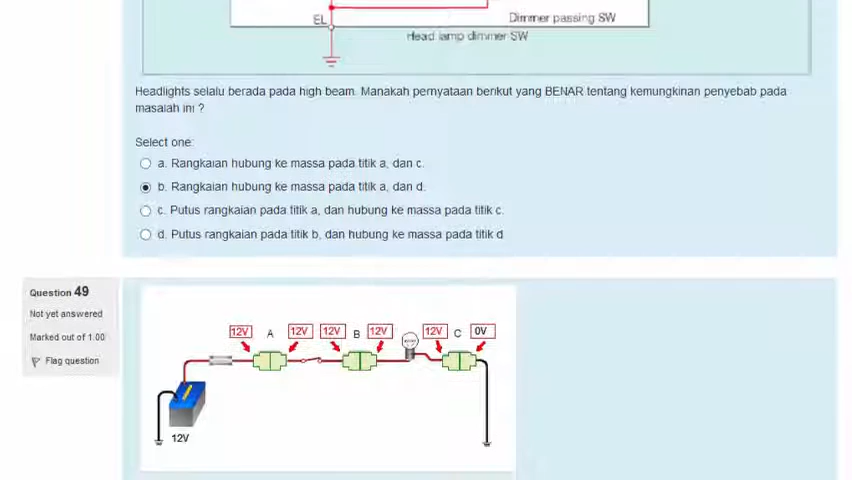 EL
Dimmer passing SW
Head lamp dimmer SW
Headlights selalu berada pada high beam. Manakah pernyataan berikut yang BENAR tentang kemungkinan penyebab pada
masalah ini ?
Select one:
a. Rangkaian hubung ke massa pada titik a, dan c.
b. Rangkaian hubung ke massa pada titik a, dan d.
c. Putus rangkaian pada titik a, dan hubung ke massa pada titik c.
d. Putus rangkaian pada titik b, dan hubung ke massa pada titik d
Question 49
Not yet answered
Marked out of 1.00
Flag question
12V A 12V 12V B 12V 12V C 0V
12V